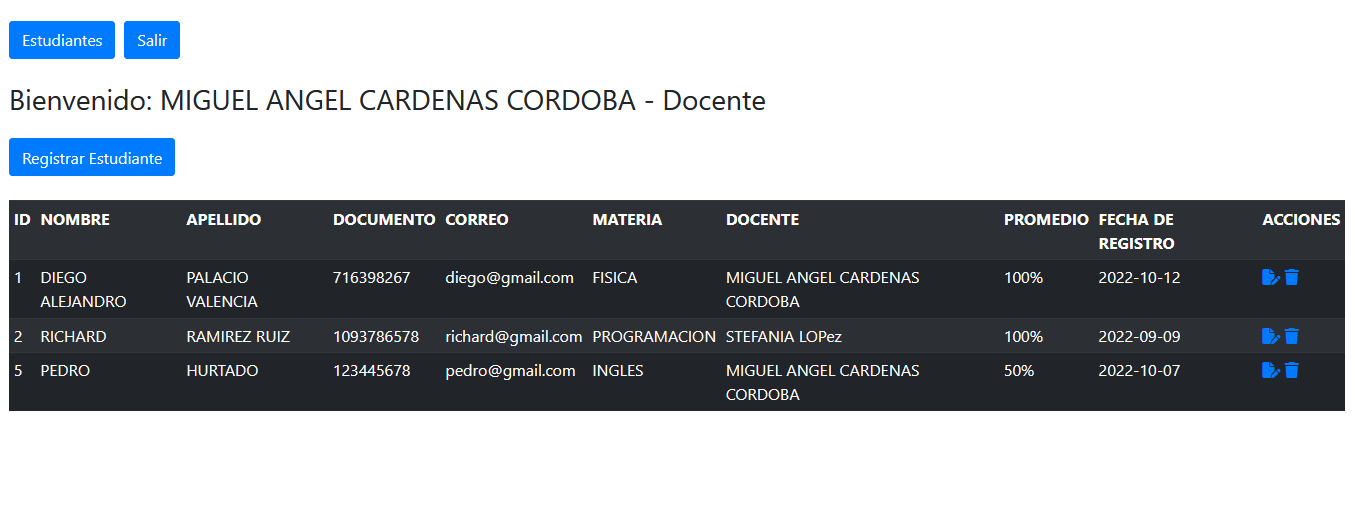 Estudiantes Salir
Bienvenido: MIGUEL ANGEL CARDENAS CORDOBA - Docente
Registrar Estudiante
ID NOMBRE APELLIDO DOCUMENTO CORREO MATERIA DOCENTE PROMEDIO FECHA DE ACCIONES
REGISTRO
1 DIEGO PALACIO 716398267 diego@gmail.com FISICA MIGUEL ANGEL CARDENAS 100% 2022-10-12
ALEJANDRO VALENCIA CORDOBA
2 RICHARD RAMIREZ RUIZ 1093786578 richard@gmail.com PROGRAMACION STEFANIA LOPez 100% 2022-09-09
5 PEDRO HURTADO 123445678 pedro@gmail.com INGLES MIGUEL ANGEL CARDENAS 50% 2022-10-07
CORDOBA